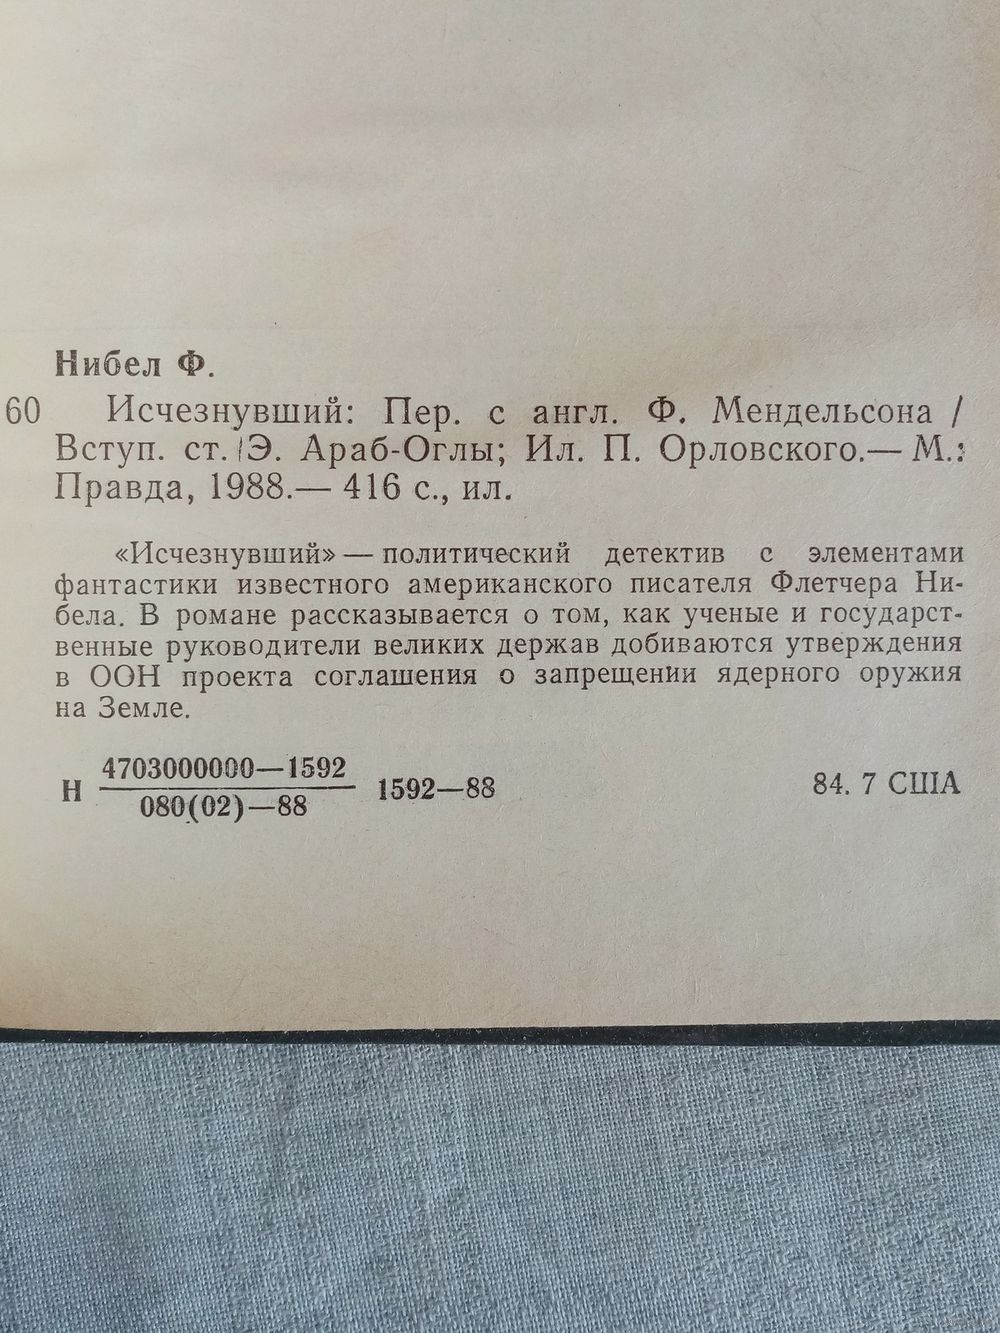 Нибел Ф.
60 Исчезнувший: Пер. с англ. Ф. Мендельсона /
Вступ. ст. Э. Араб-Оглы; Ил. П. Орловского.— М.:
Правда, 1988.— 416 с., ил.
«Исчезнувший» — политический детектив с элементами
фантастики известного американского писателя Флетчера Ни-
бела. В романе рассказывается о том, как ученые и государст-
венные руководители великих держав добиваются утверждения
в ООН проекта соглашения о запрещении ядерного оружия
на Земле.
Н 4703000000—1592
080(02)—88
1592—88
84. 7 США